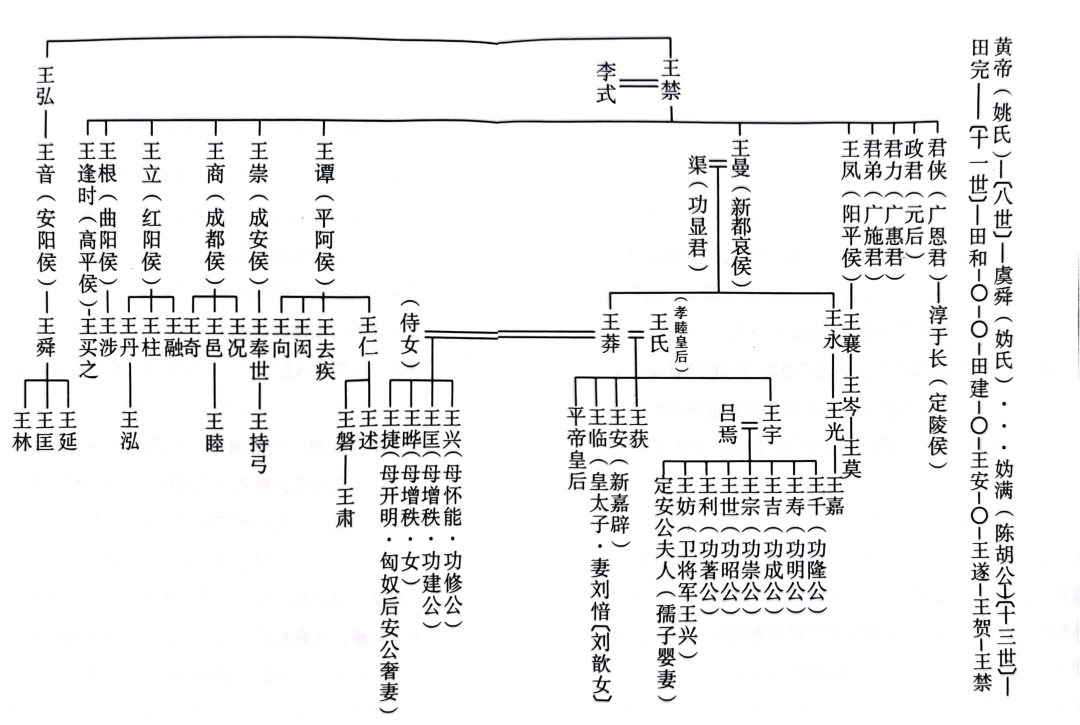 黄帝（姚氏）—〔八世〕—虞舜（妫氏）···妫满（陈胡公）〔十三世〕—
田完—〔十一世〕—田和—〇—〇—田建—〇—王安—〇—王遂—王贺—王禁
王禁
李式
王弘
君侠（广恩君）—淳于长（定陵侯）
政君（元后）
君力（广惠君）
君弟（广施君）
王凤（阳平侯）—王襄—王岑—王莫
王曼（新都哀侯）
渠（功显君）
王谭（平阿侯）
王崇（成安侯）—王奉世—王持弓
王商（成都侯）
王立（红阳侯）
王根（曲阳侯）—王涉
王逢时（高平侯）—王买之
王音（安阳侯）—王舜
王永—王光—王嘉
王氏（孝睦皇后）
王莽
（侍女）
王仁
王去疾
王闳
王向
王况
王邑—王睦
王奇
王融
王柱
王丹—王泓
王延
王匡
王林
王述
王磐—王肃
王宇
吕焉
王获
王安（新嘉辟）
王临（皇太子·妻刘愔〔刘歆女〕）
平帝皇后
王兴（母怀能·功修公）
王匡（母增秩·功建公）
王晔（母增秩·女）
王捷（母开明·匈奴后安公奢妻）
王千（功隆公）
王寿（功明公）
王吉（功成公）
王宗（功崇公）
王世（功昭公）
王利（功著公）
王妨（卫将军王兴）
定安公夫人（孺子婴妻）